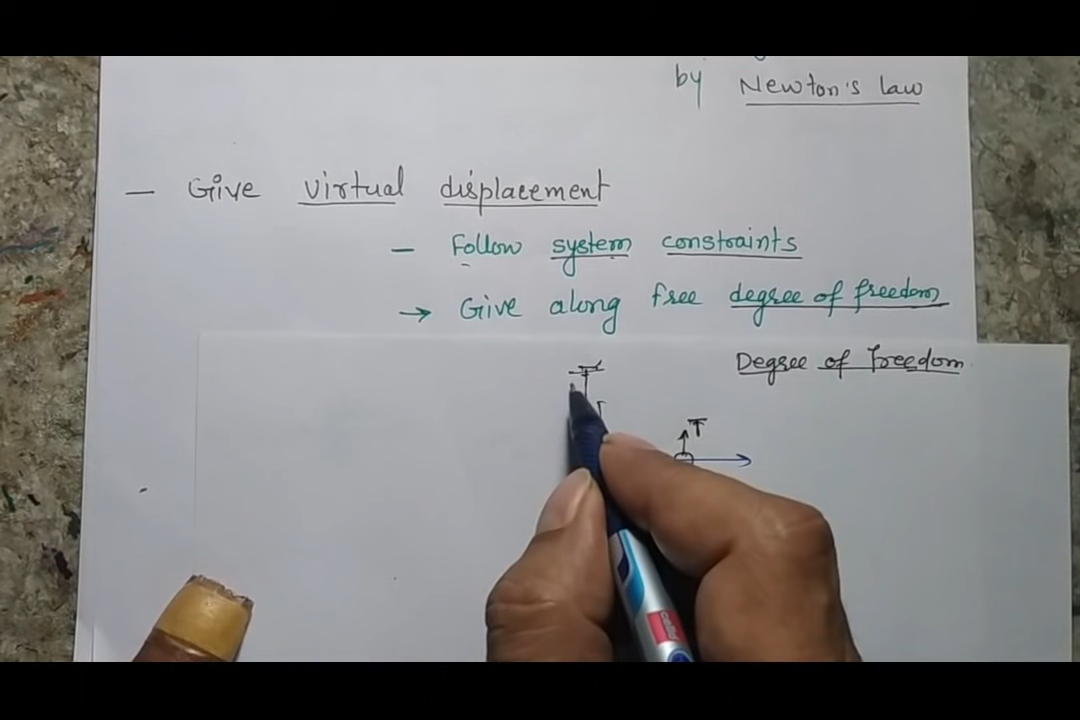 by Newton's law
- Give virtual displacement
- Follow system constraints
→ Give along free degree of freedom
Degree of freedom
T